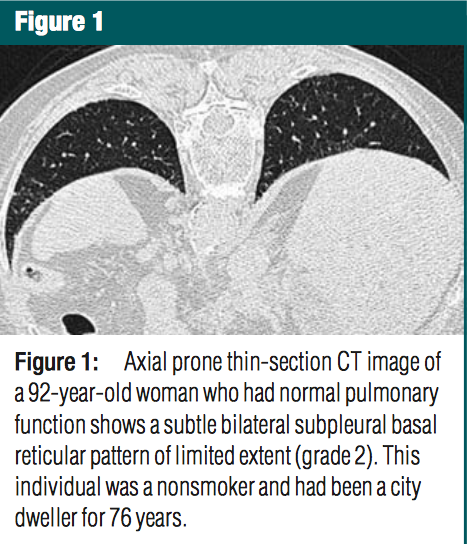 Figure 1
Figure 1: Axial prone thin-section CT image of
a 92-year-old woman who had normal pulmonary
function shows a subtle bilateral subpleural basal
reticular pattern of limited extent (grade 2). This
individual was a nonsmoker and had been a city
dweller for 76 years.